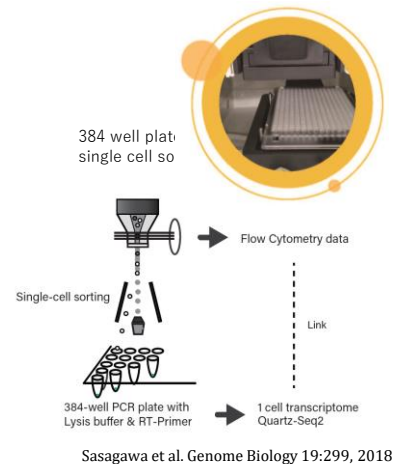 384 well plate
single cell so
Flow Cytometry data
Single-cell sorting
Link
384-well PCR plate with
Lysis buffer & RT-Primer
1 cell transcriptome
Quartz-Seq2
Sasagawa et al. Genome Biology 19:299, 2018